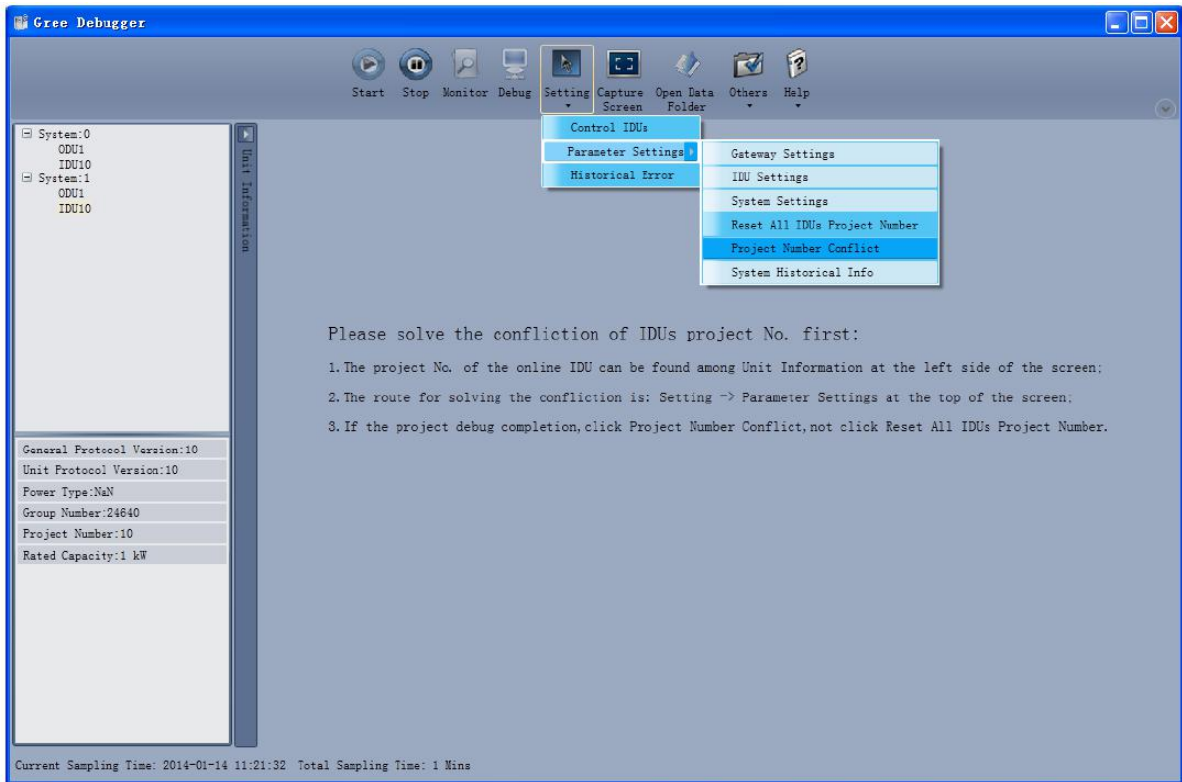 Gree Debugger
Start Stop Monitor Debug Setting Capture Screen Open Data Folder Others Help
Control IDUs
Parameter Settings
Historical Error
Gateway Settings
IDU Settings
System Settings
Reset All IDUs Project Number
Project Number Conflict
System Historical Info
System:0
ODU1
IDU10
System:1
ODU1
IDU10
Unit Information
Please solve the confliction of IDUs project No. first:
1.The project No. of the online IDU can be found among Unit Information at the left side of the screen;
2.The route for solving the confliction is: Setting -> Parameter Settings at the top of the screen;
3.If the project debug completion,click Project Number Conflict,not click Reset All IDUs Project Number.
General Protocol Version:10
Unit Protocol Version:10
Power Type:NaN
Group Number:24640
Project Number:10
Rated Capacity:1 kW
Current Sampling Time: 2014-01-14 11:21:32 Total Sampling Time: 1 Mins